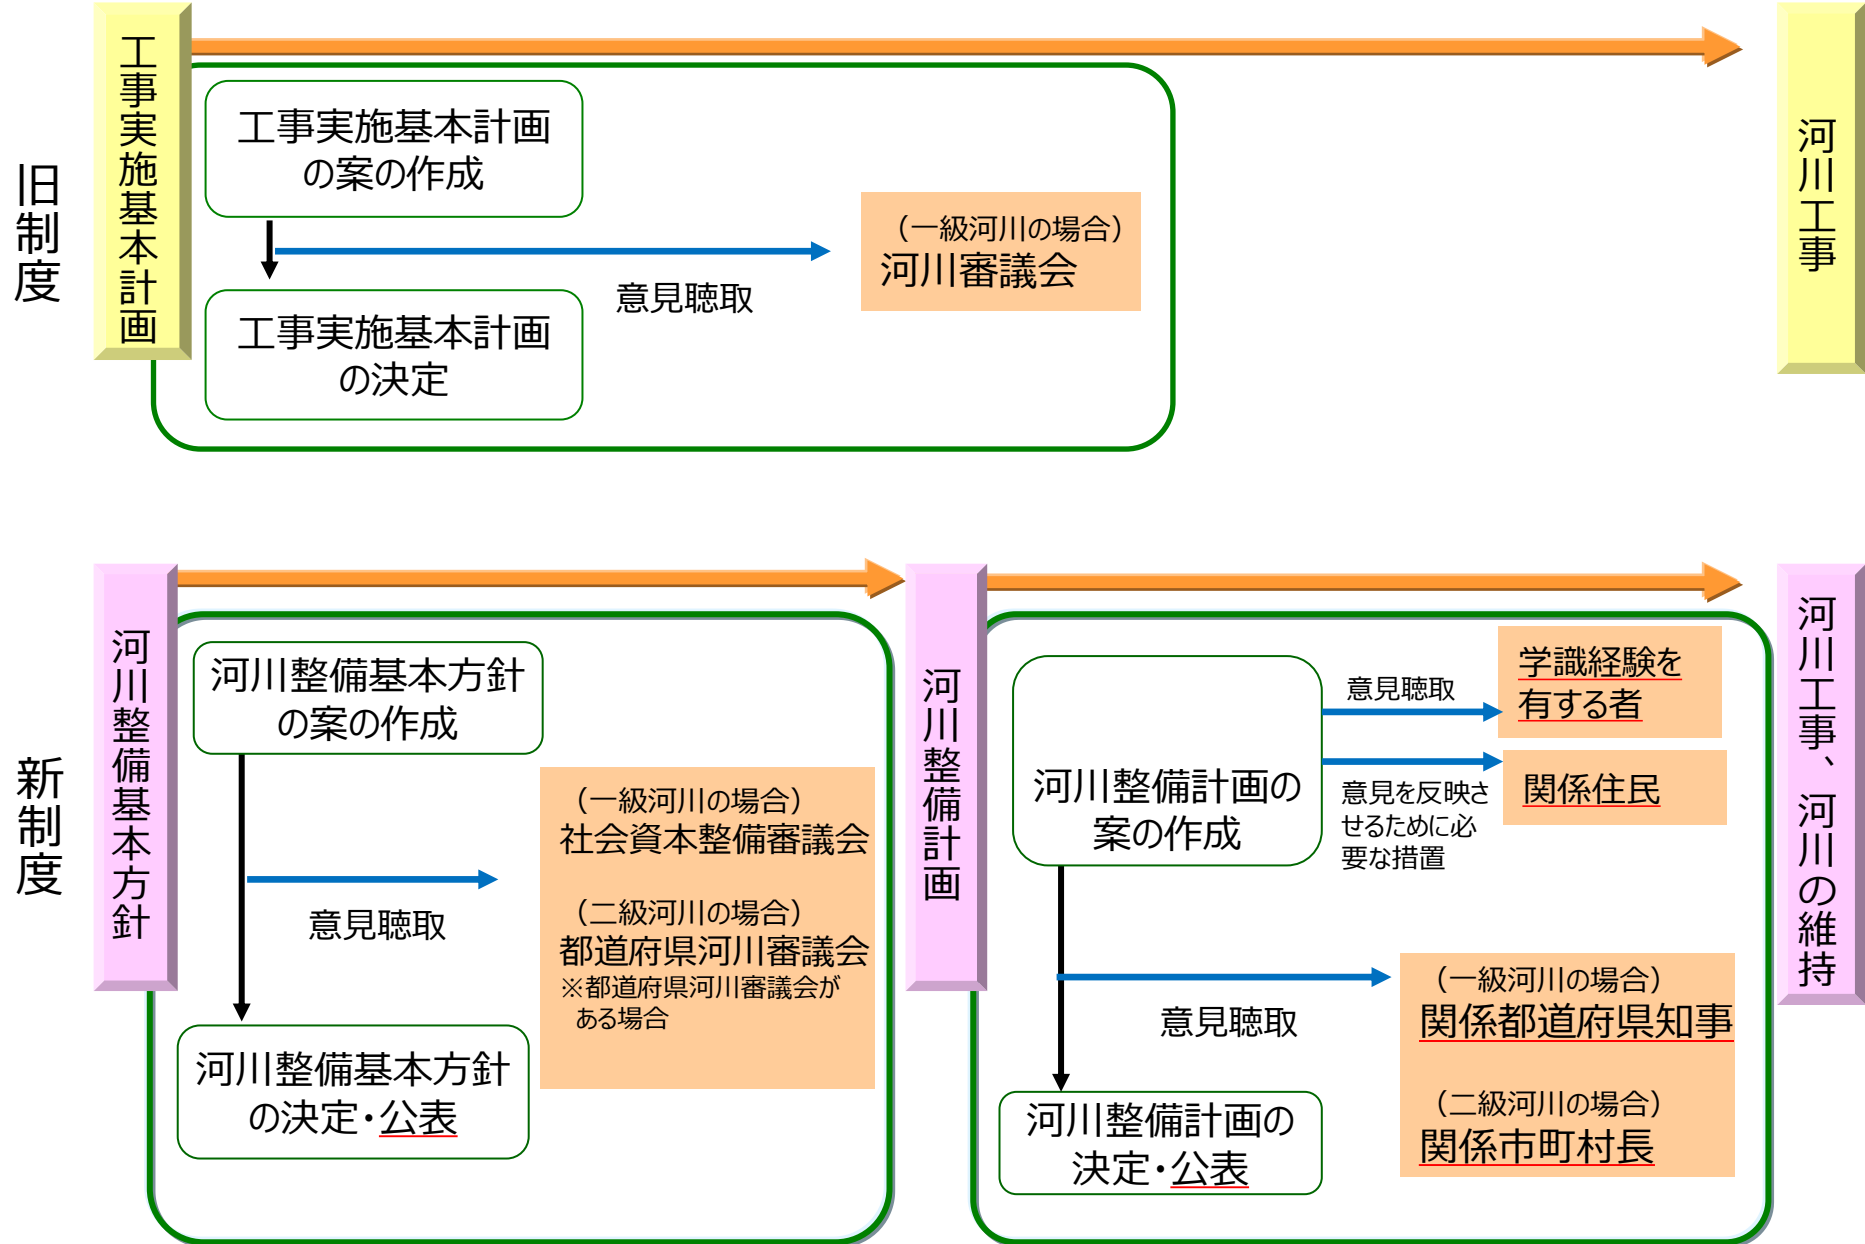 旧制度
工事実施基本計画
工事実施基本計画
の案の作成
意見聴取
(一級河川の場合)
河川審議会
工事実施基本計画
の決定
河川工事
新制度
河川整備基本方針
河川整備基本方針
の案の作成
意見聴取
(一級河川の場合)
社会資本整備審議会
(二級河川の場合)
都道府県河川審議会
※都道府県河川審議会が
ある場合
河川整備基本方針
の決定・公表
河川整備計画
河川整備計画の
案の作成
意見聴取
学識経験を
有する者
意見を反映さ
せるために必
要な措置
関係住民
意見聴取
(一級河川の場合)
関係都道府県知事
(二級河川の場合)
関係市町村長
河川整備計画の
決定・公表
河川工事、河川の維持